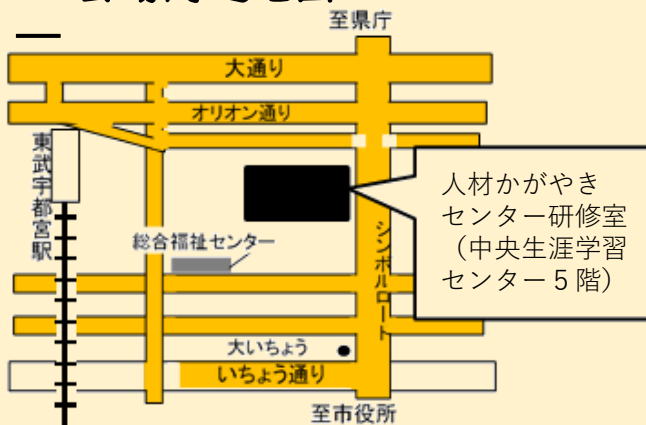 至県庁
大通り
オリオン通り
東武宇都宮駅
人材かがやき
センター研修室
（中央生涯学習
センター５階）
総合福祉センター
シンボルロート
大いちょう
いちょう通り
至市役所